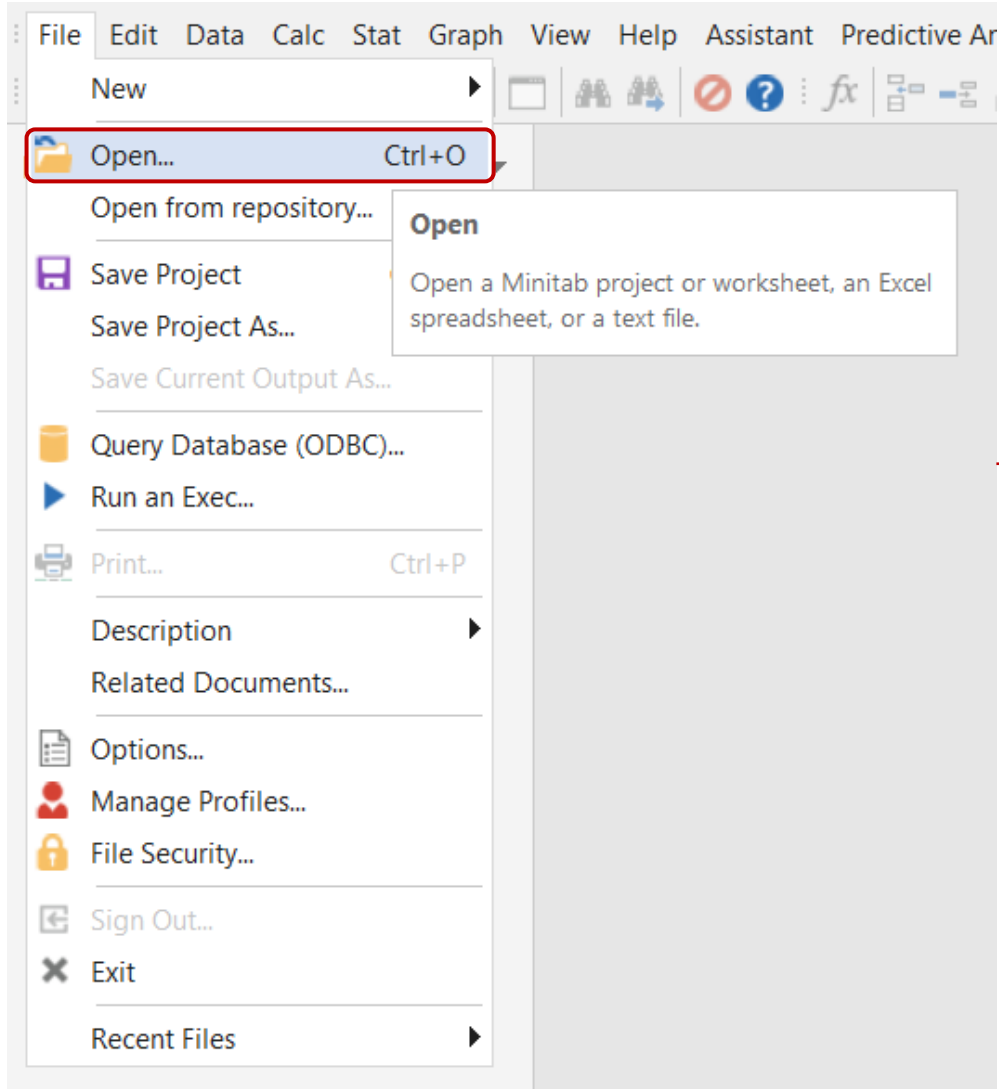 File Edit Data Calc Stat Graph View Help Assistant Predictive An
New
fx
Open... Ctrl+O
Open from repository...
Open
Open a Minitab project or worksheet, an Excel
spreadsheet, or a text file.
Save Project
Save Project As...
Save Current Output As...
Query Database (ODBC)...
Run an Exec...
Print... Ctrl+P
Description
Related Documents...
Options...
Manage Profiles...
File Security...
Sign Out...
Exit
Recent Files